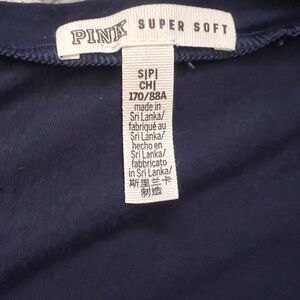 PINK SUPER SOFT
S|P|
CH|
170/88A
made in
Sri Lanka/
fabriqué au
Sri Lanka/
hecho en
Sri Lanka/
fabbricato
in Sri Lanka/
斯里兰卡
制造